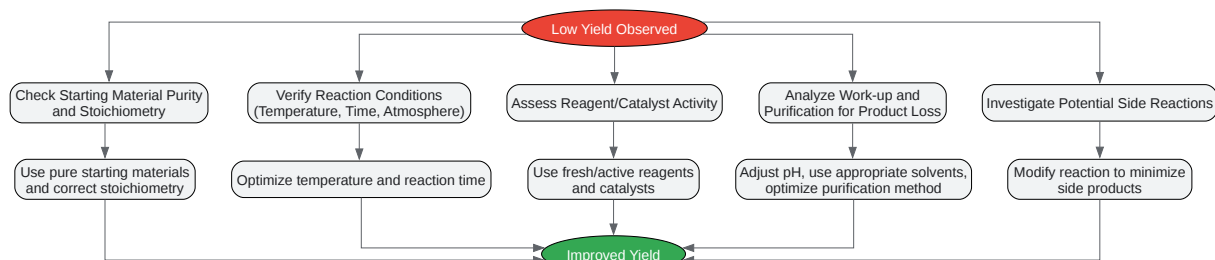 Low Yield Observed
Check Starting Material Purity
and Stoichiometry
Verify Reaction Conditions
(Temperature, Time, Atmosphere)
Assess Reagent/Catalyst Activity
Analyze Work-up and
Purification for Product Loss
Investigate Potential Side Reactions
Use pure starting materials
and correct stoichiometry
Optimize temperature and reaction time
Use fresh/active reagents
and catalysts
Adjust pH, use appropriate solvents,
optimize purification method
Modify reaction to minimize
side products
Improved Yield